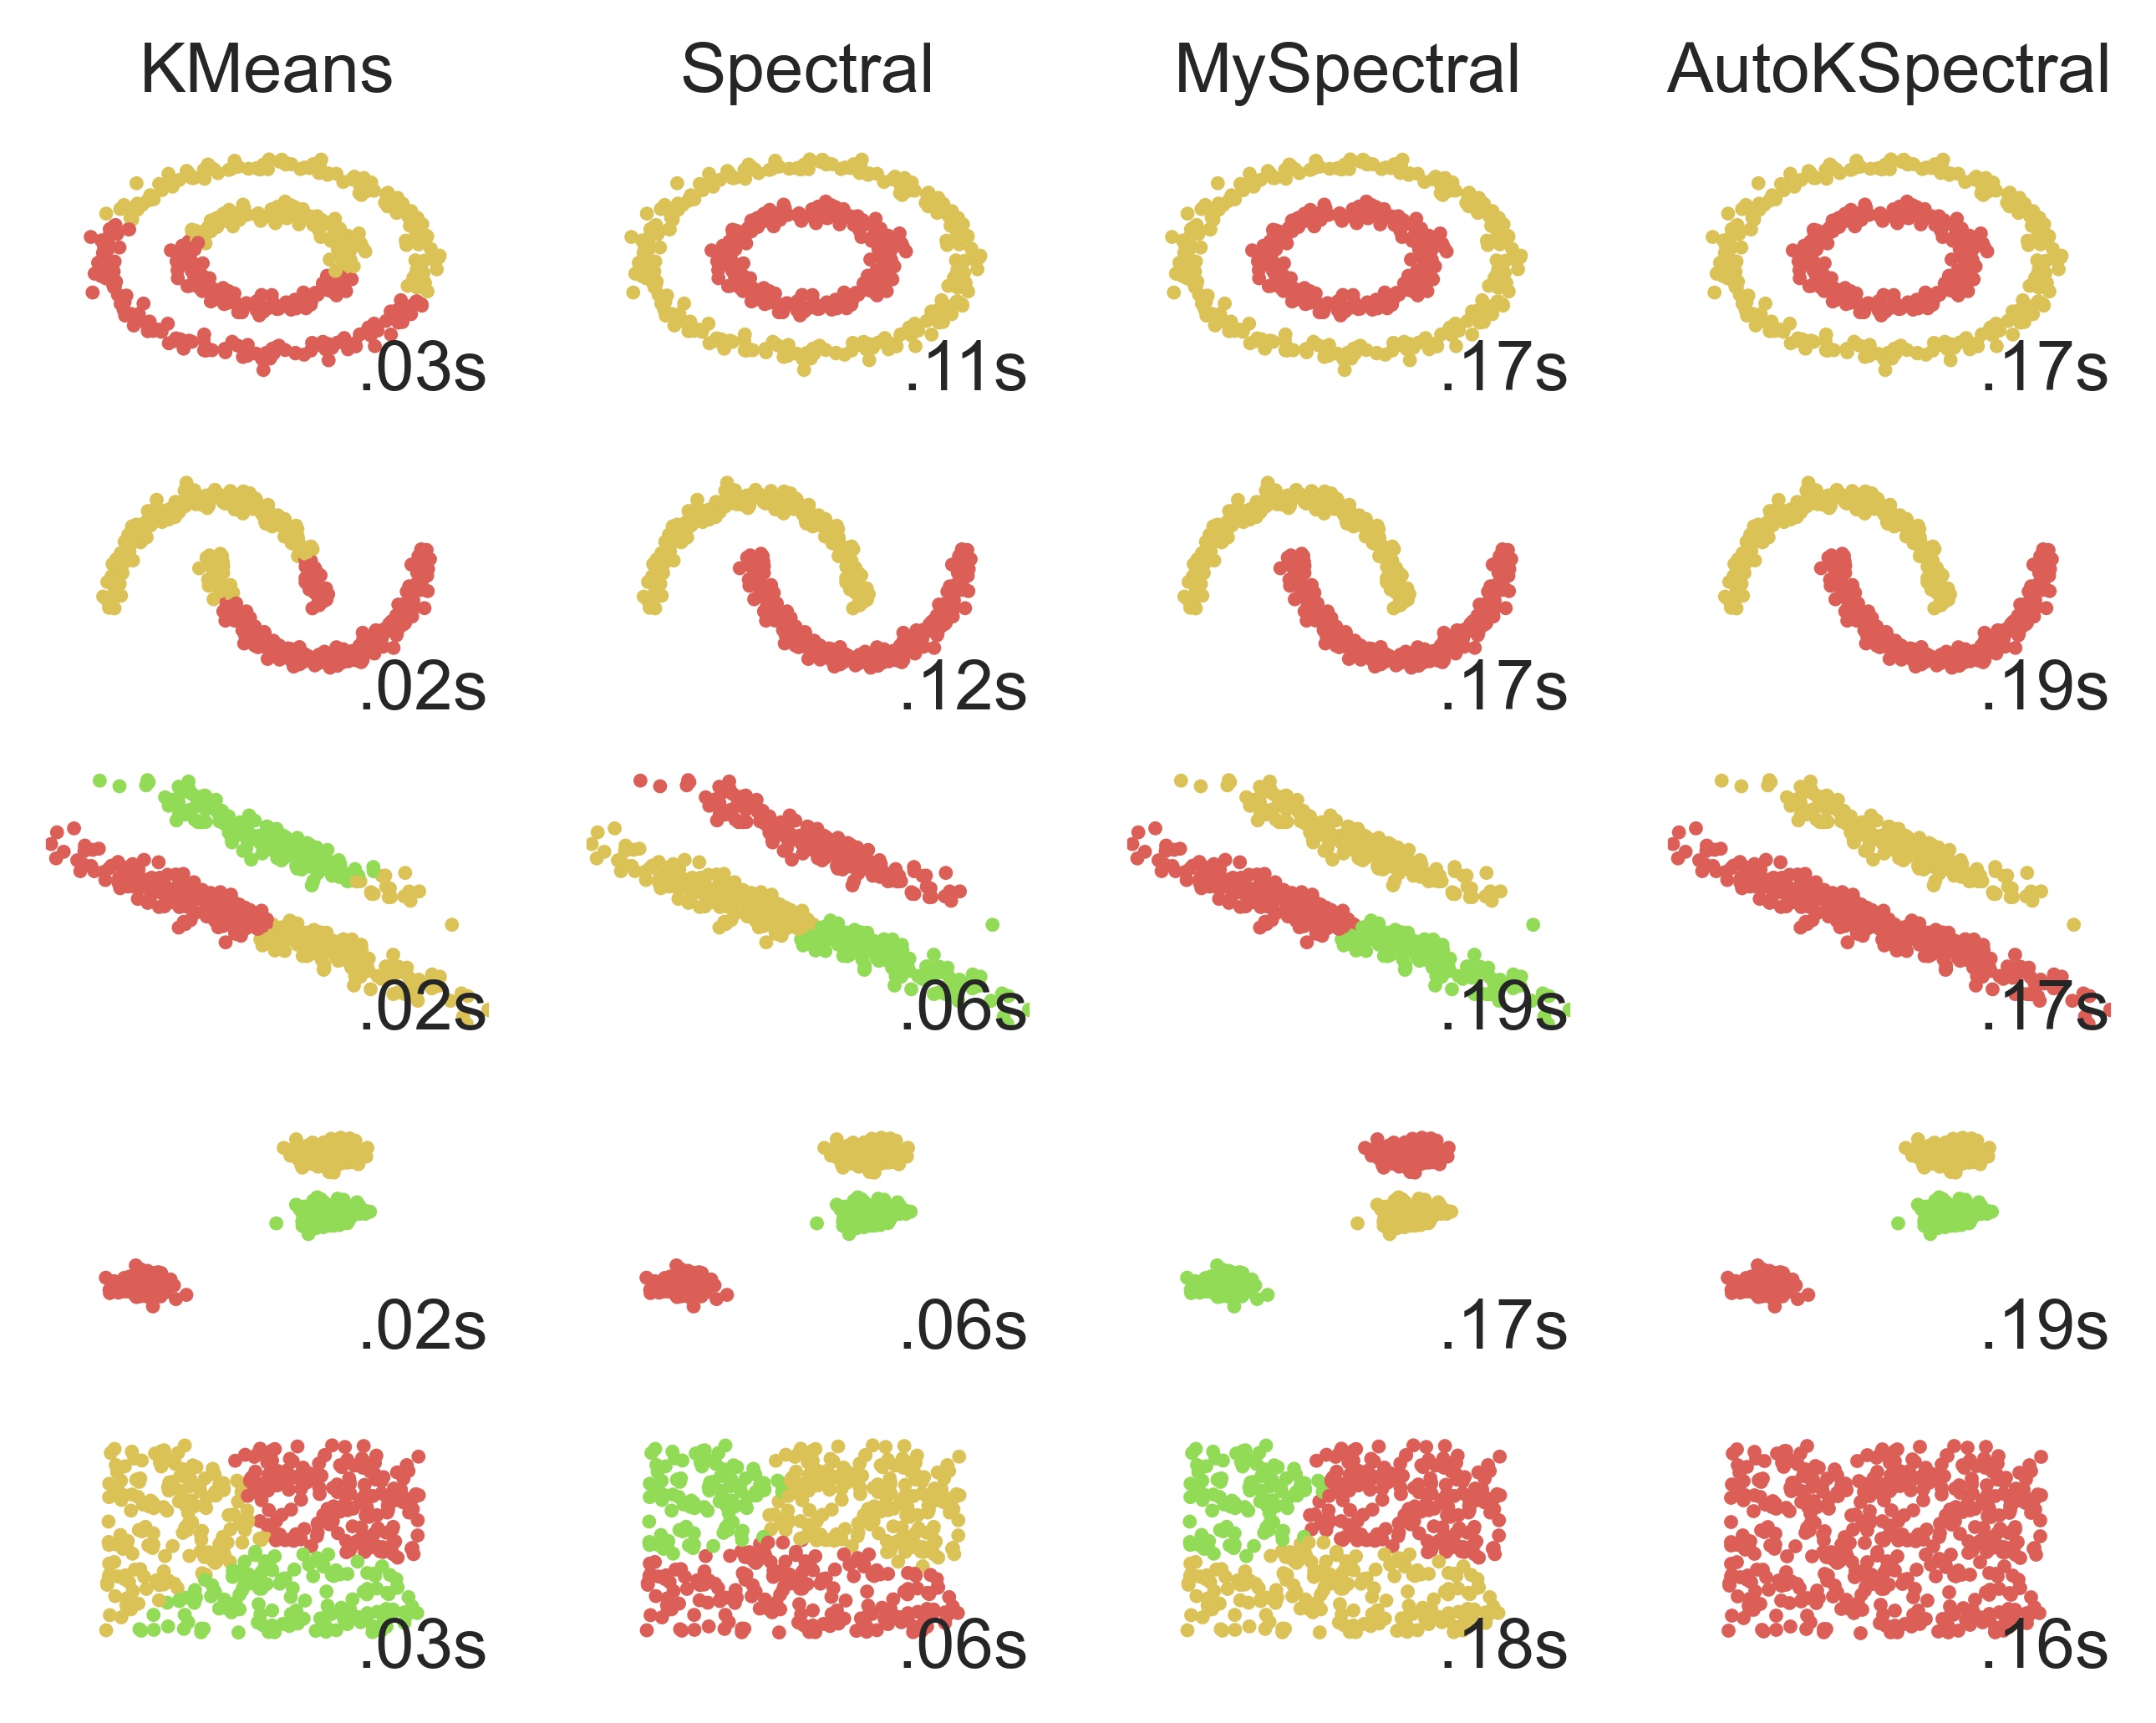 KMeans Spectral MySpectral AutoKSpectral
.03s .11s .17s .17s
.02s .12s .17s .19s
.02s .06s .19s .17s
.02s .06s .17s .19s
.03s .06s .18s .16s